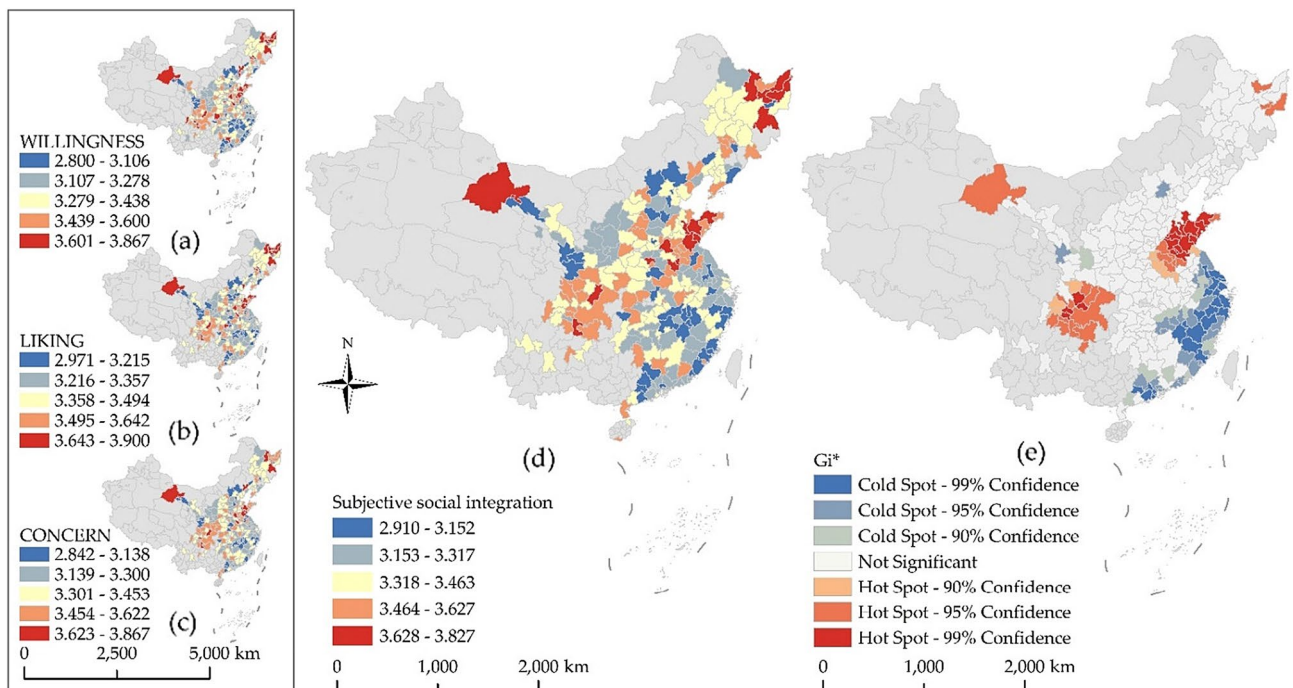 WILLINGNESS
2.800 - 3.106
3.107 - 3.278
3.279 - 3.438
3.439 - 3.600
3.601 - 3.867
(a)
LIKING
2.971 - 3.215
3.216 - 3.357
3.358 - 3.494
3.495 - 3.642
3.643 - 3.900
(b)
CONCERN
2.842 - 3.138
3.139 - 3.300
3.301 - 3.453
3.454 - 3.622
3.623 - 3.867
(c)
0 2,500 5,000 km
N
(d)
Subjective social integration
2.910 - 3.152
3.153 - 3.317
3.318 - 3.463
3.464 - 3.627
3.628 - 3.827
0 1,000 2,000 km
(e)
Gi*
Cold Spot - 99% Confidence
Cold Spot - 95% Confidence
Cold Spot - 90% Confidence
Not Significant
Hot Spot - 90% Confidence
Hot Spot - 95% Confidence
Hot Spot - 99% Confidence
0 1,000 2,000 km